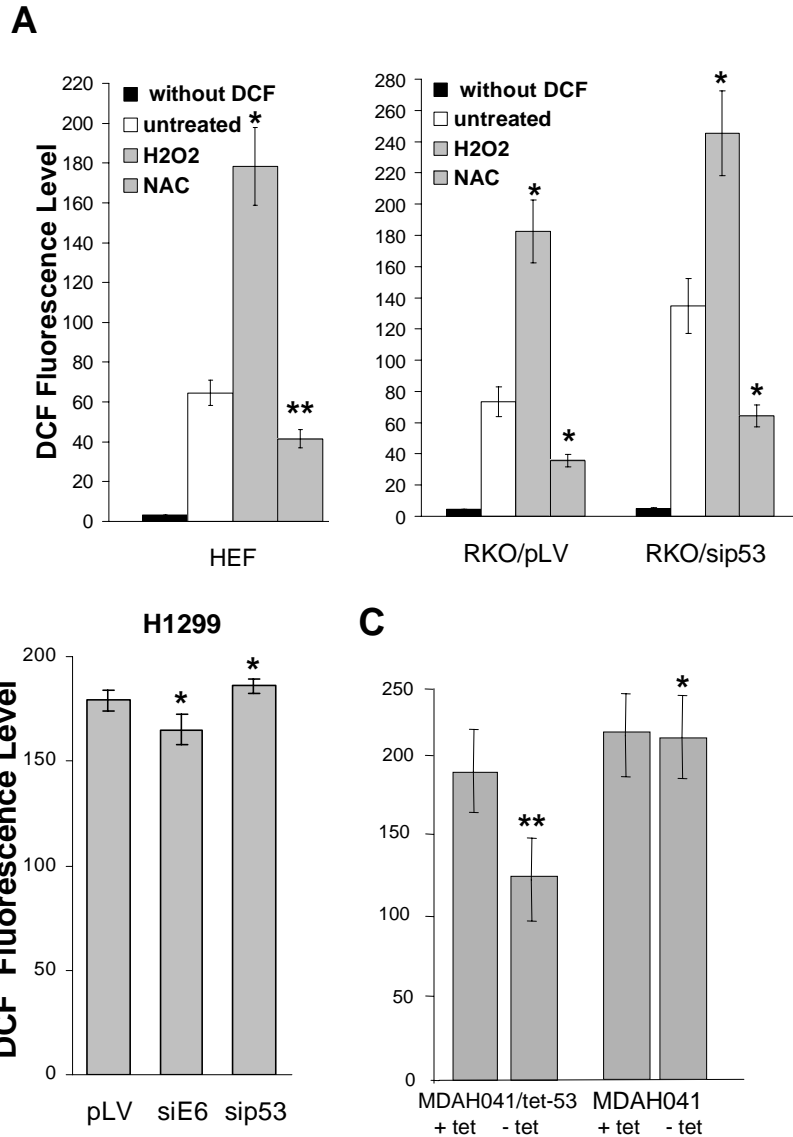 A
DCF Fluorescence Level
220
200
180
160
140
120
100
80
60
40
20
0
without DCF
untreated
H2O2
NAC
*
**
HEF
280
260
240
220
200
180
160
140
120
100
80
60
40
20
0
without DCF
untreated
H2O2
NAC
*
*
*
*
RKO/pLV
RKO/sip53
H1299
DCF Fluorescence Level
200
150
100
50
0
*
*
pLV
siE6
sip53
C
250
200
150
100
50
0
**
*
MDAH041/tet-53
MDAH041
+ tet
- tet
+ tet
- tet